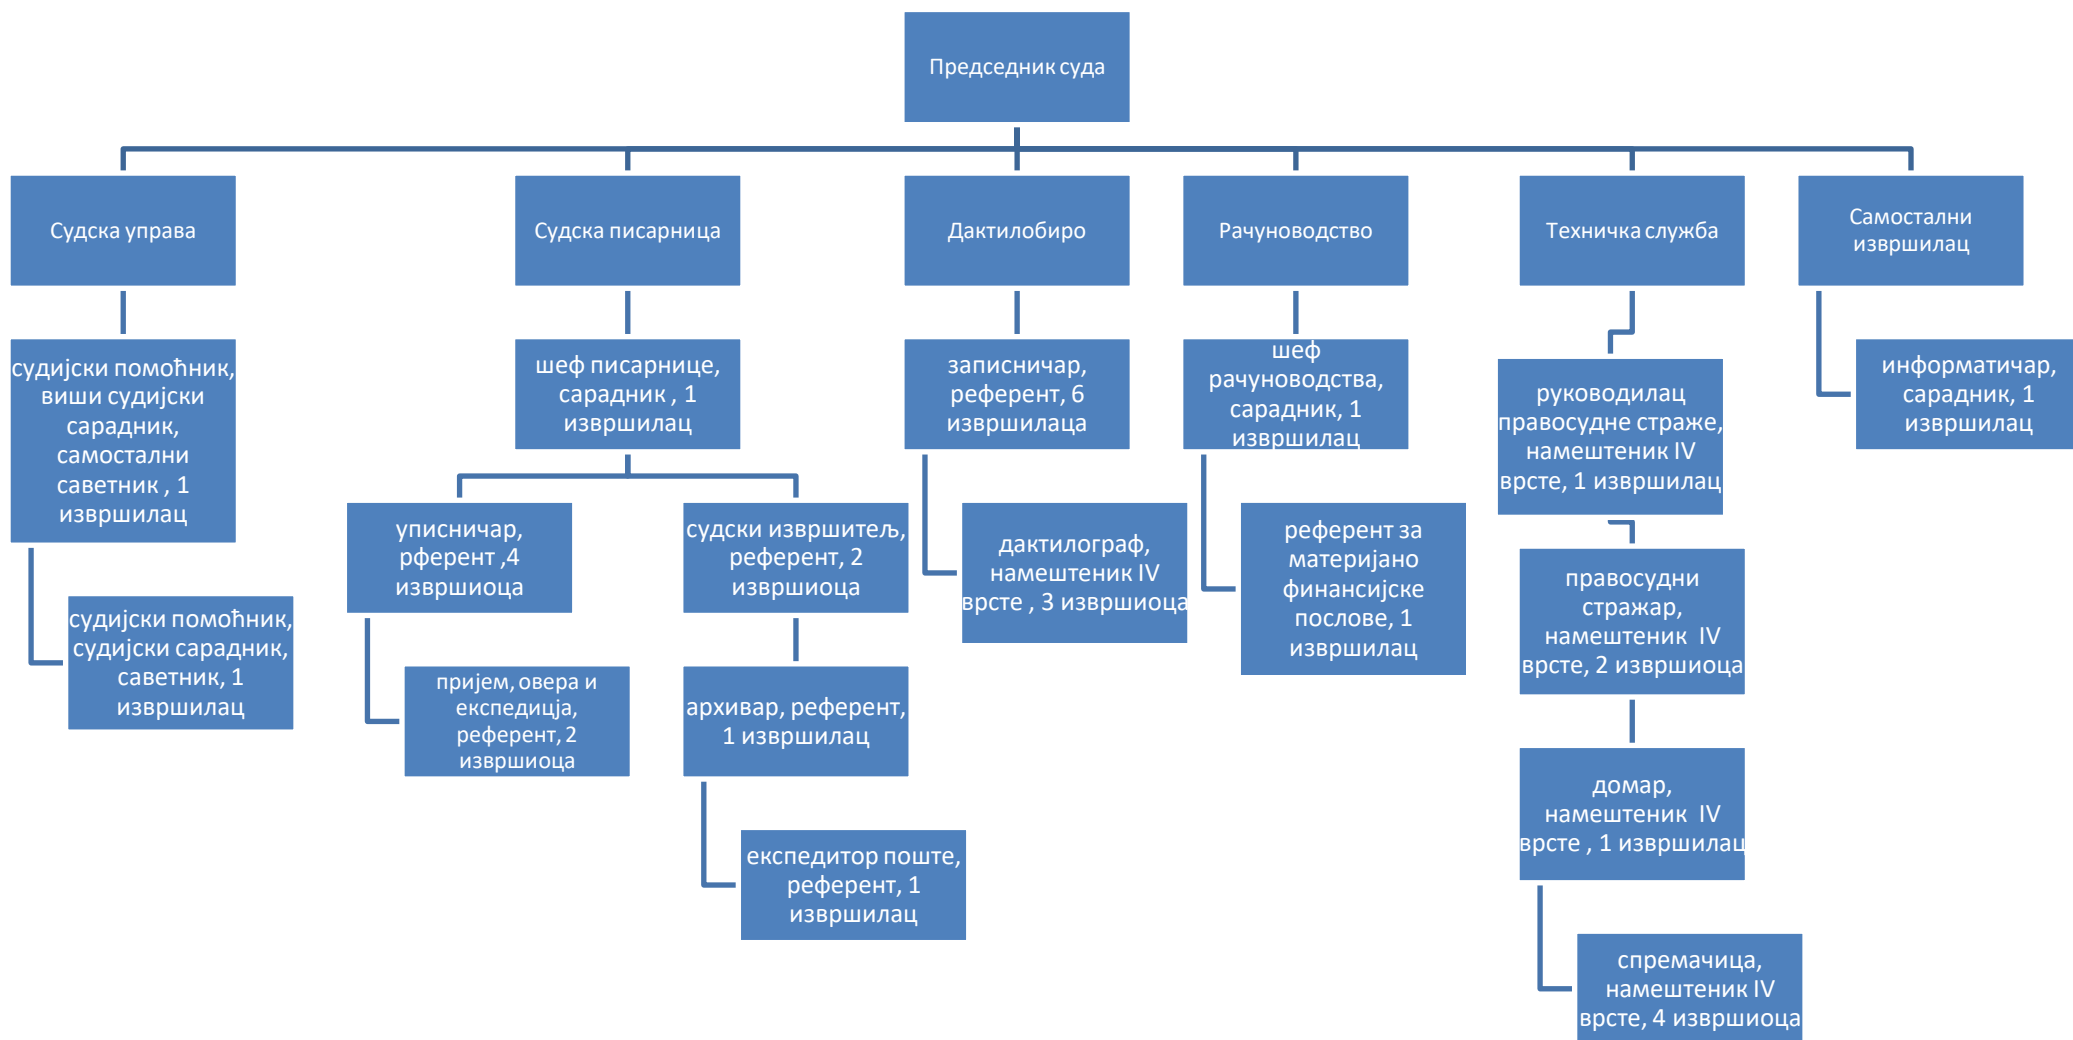 Председник суда
Судска управа
Судска писарница
Дактилобиро
Рачуноводство
Техничка служба
Самостални
извршилац
судијски помоћник,
виши судијски
сарадник,
самостални
саветник , 1
извршилац
судијски помоћник,
судијски сарадник,
саветник, 1
извршилац
шеф писарнице,
сарадник , 1
извршилац
уписничар,
рферент ,4
извршиоца
пријем, овера и
експедицја,
референт, 2
извршиоца
судски извршитељ,
референт, 2
извршиоца
архивар, референт,
1 извршилац
експедитор поште,
референт, 1
извршилац
записничар,
референт, 6
извршилаца
дактилограф,
намештеник IV
врсте , 3 извршиоца
шеф
рачуноводства,
сарадник, 1
извршилац
референт за
материјано
финансијске
послове, 1
извршилац
руководилац
правосудне страже,
намештеник IV
врсте, 1 извршилац
правосудни
стражар,
намештеник  IV
врсте, 2 извршиоца
домар,
намештеник  IV
врсте , 1 извршилац
спремачица,
намештеник IV
врсте, 4 извршиоца
информатичар,
сарадник, 1
извршилац